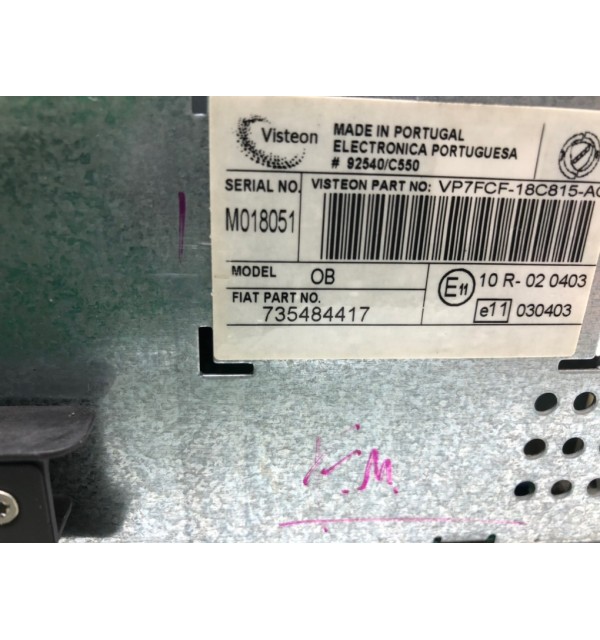 Visteon
MADE IN PORTUGAL
ELECTRONICA PORTUGUESA
# 92540/C550
SERIAL NO.
M018051
VISTEON PART NO: VP7FCF-18C815-A
MODEL OB
FIAT PART NO.
735484417
E11 10 R- 02 0403
e11 030403